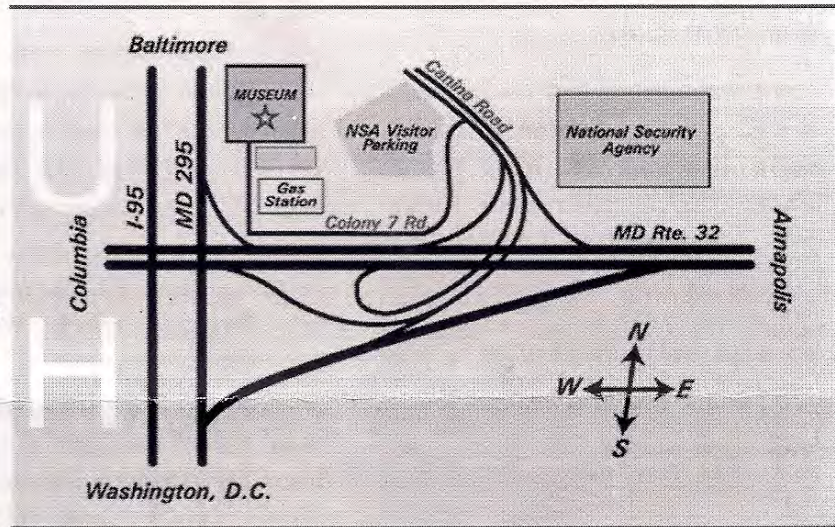 Baltimore
U
H
MUSEUM
Gas
Station
NSA Visitor
Parking
Canine Road
National Security
Agency
I-95
MD 295
Colony 7 Rd
MD Rte. 32
Columbia
Annapolis
N
W
E
S
Washington, D.C.